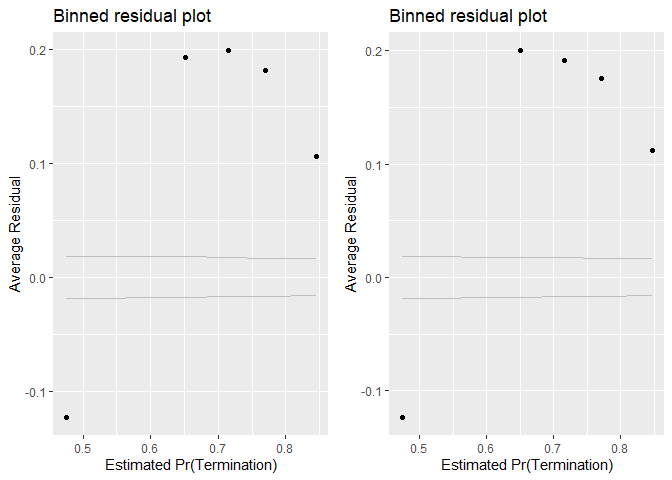 Binned residual plot
0.2
0.1
0.0
-0.1
Average Residual
0.5 0.6 0.7 0.8
Estimated Pr(Termination)
Binned residual plot
0.2
0.1
0.0
-0.1
Average Residual
0.5 0.6 0.7 0.8
Estimated Pr(Termination)